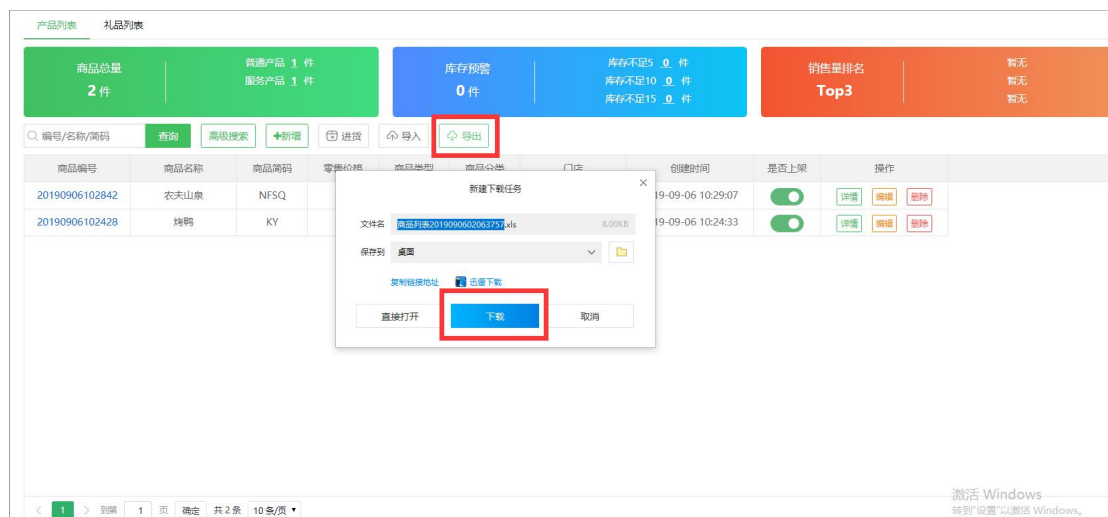 产品列表 礼品列表
商品总量 普通产品 1 件 库存预警 库存不足5 0 件 销售量排名 暂无
2 件 服务产品 1 件 0 件 库存不足10 0 件 Top3 暂无
库存不足15 0 件 暂无
编号/名称/简码 查询 高级搜索 +新增 进货 导入 导出
商品编号 商品名称 商品简码 零售价格 商品类型 商品分类 门店 创建时间 是否上架 操作
20190906102842 农夫山泉 NFSQ 19-09-06 10:29:07 详情 编辑 删除
20190906102428 烤鸭 KY 19-09-06 10:24:33 详情 编辑 删除
新建下载任务
文件名 商品列表2019090602063757.xls 8.00KB
保存到 桌面
复制链接地址 迅雷下载
直接打开 下载 取消
< 1 > 到第 1 页 确定 共 2 条 10 条/页
激活 Windows
转到"设置"以激活 Windows。